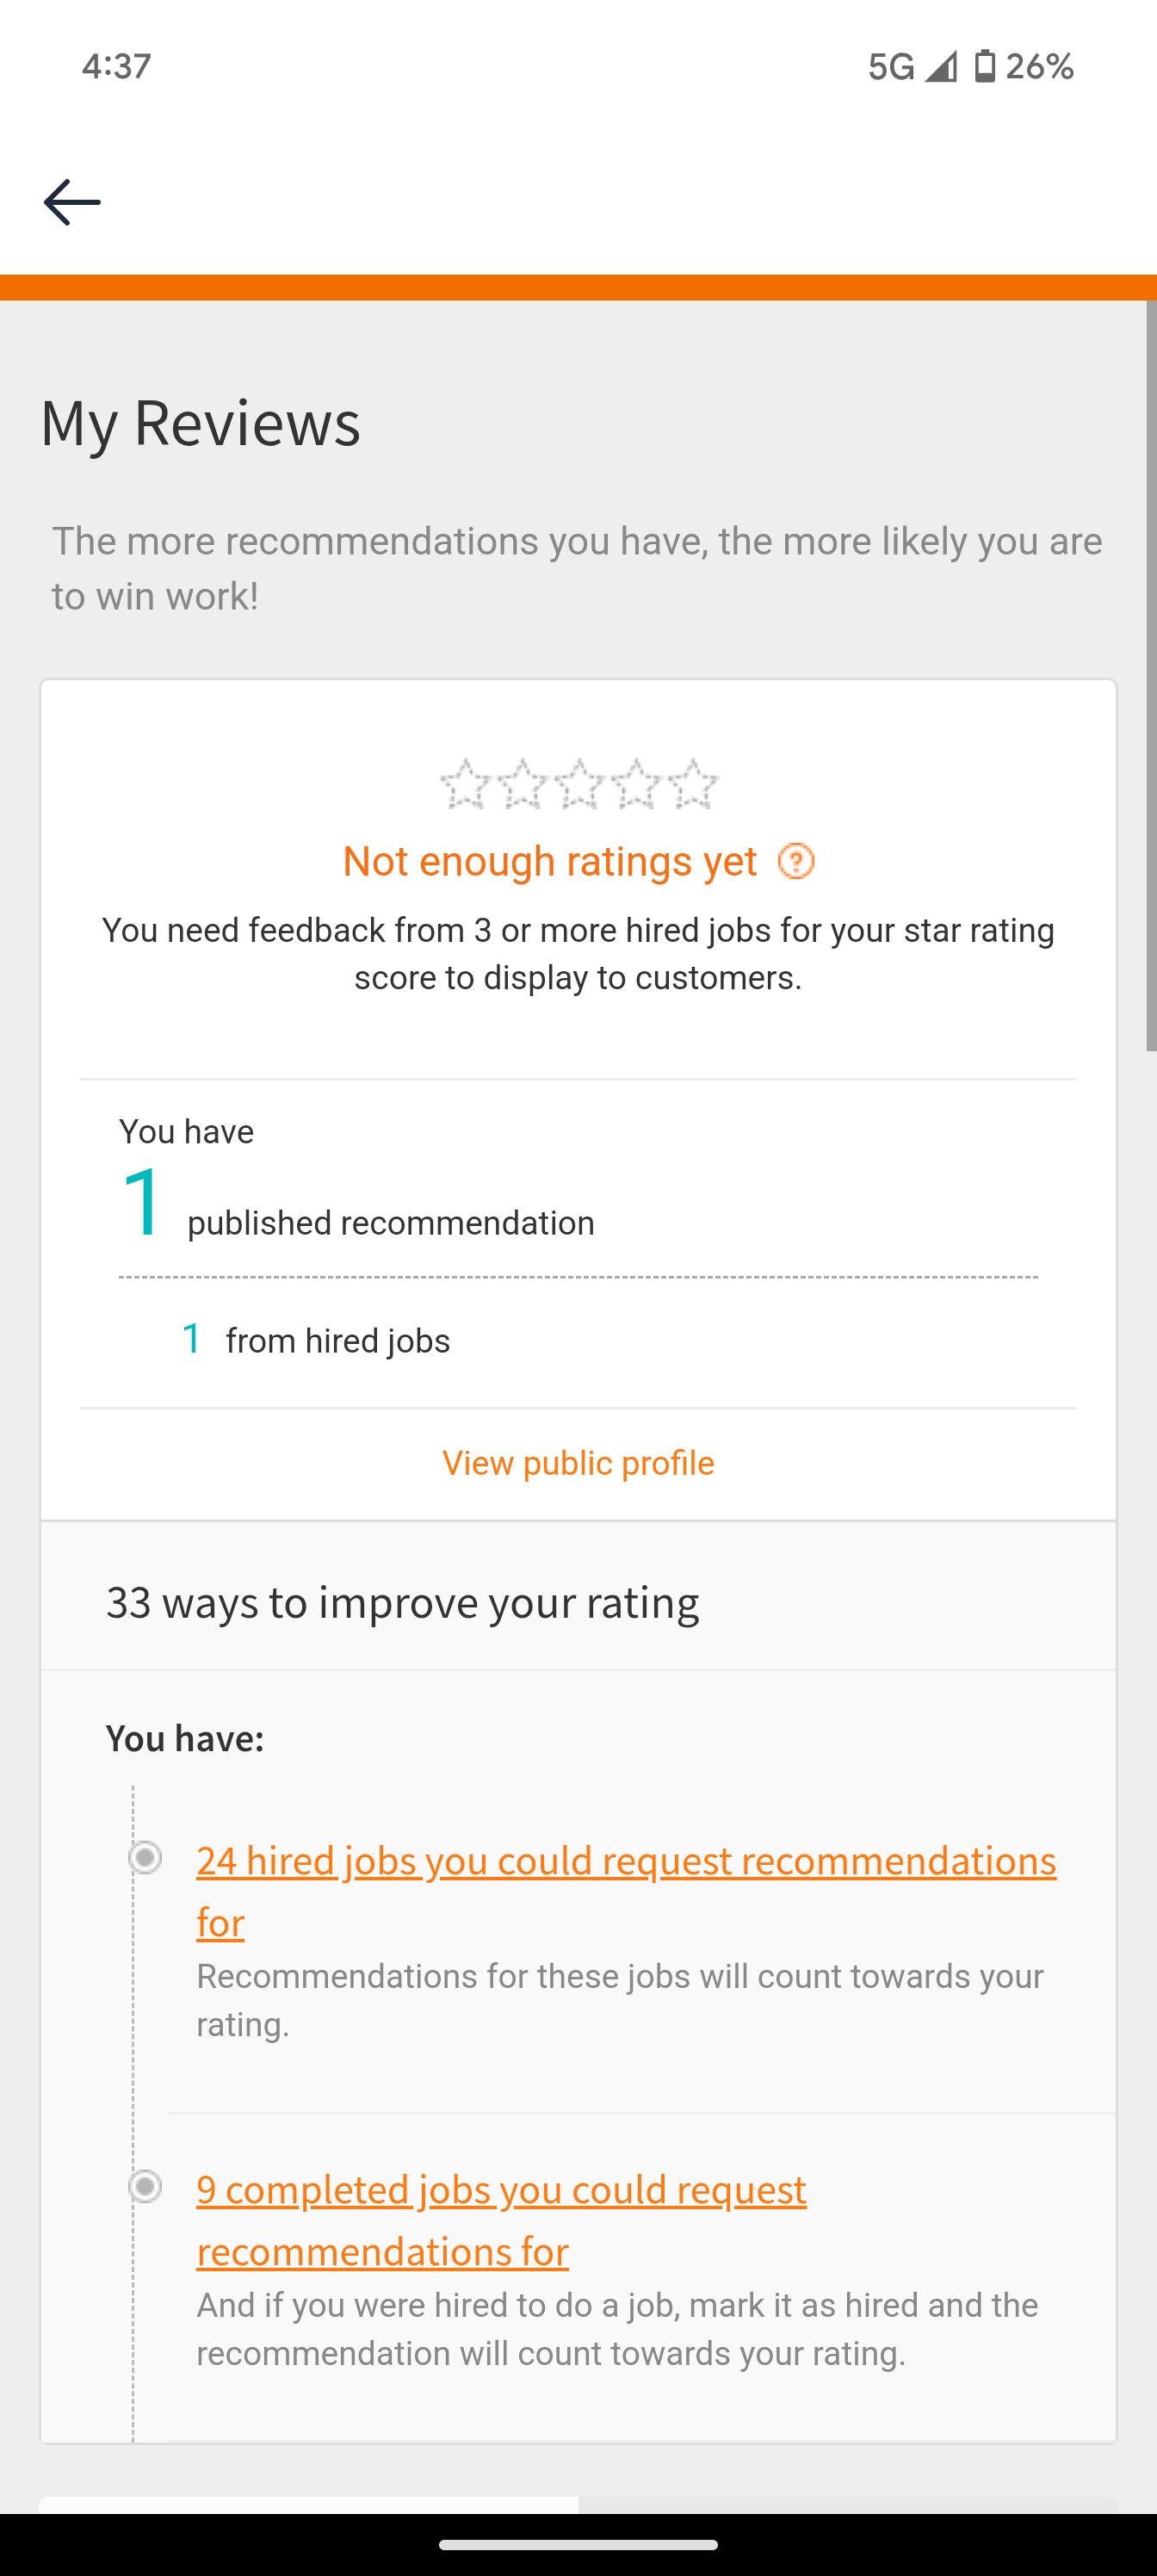 4:37
5G 26%
My Reviews
The more recommendations you have, the more likely you are
to win work!
Not enough ratings yet ?
You need feedback from 3 or more hired jobs for your star rating
score to display to customers.
You have
1 published recommendation
1 from hired jobs
View public profile
33 ways to improve your rating
You have:
24 hired jobs you could request recommendations
for
Recommendations for these jobs will count towards your
rating.
9 completed jobs you could request
recommendations for
And if you were hired to do a job, mark it as hired and the
recommendation will count towards your rating.